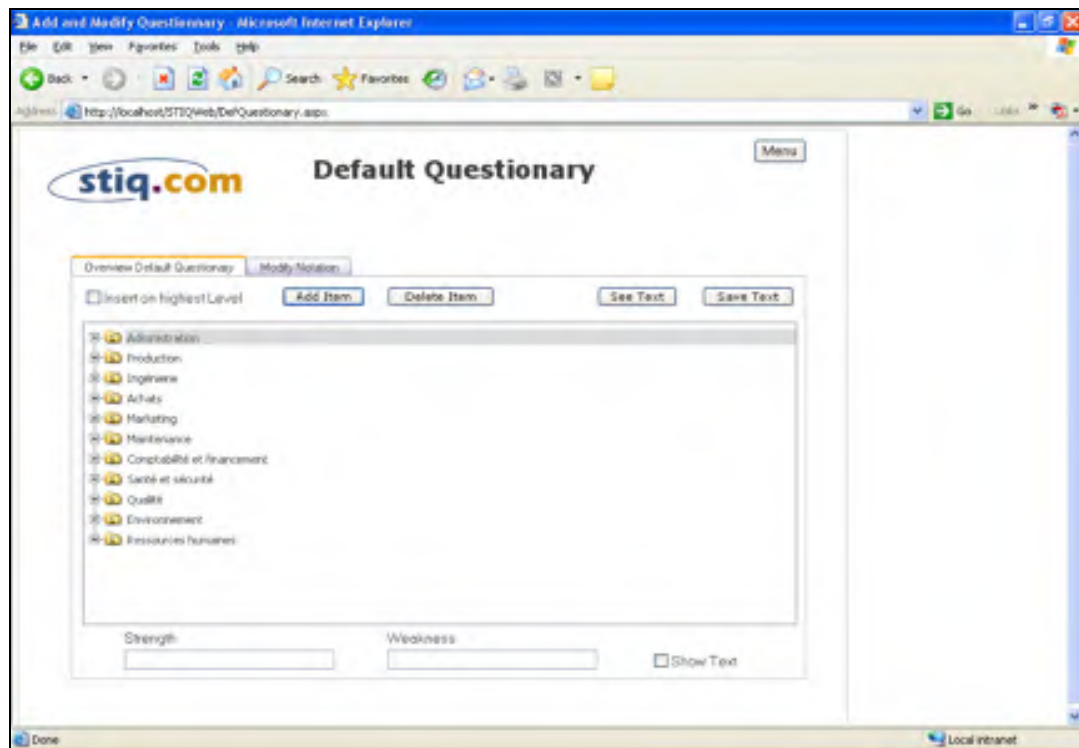 Add and Modify Questionnary - Microsoft Internet Explorer
File Edit View Favorites Tools Help
Back Search Favorites
Address http://localhost/STIQWeb/DefQuestionary.aspx
Go Links
Menu
stiq.com
Default Questionary
Overview Default Questionary Modify Notation
Insert on highest Level Add Item Delete Item See Text Save Text
Administration
Production
Ingénierie
Achats
Marketing
Maintenance
Comptabilité et financement
Santé et sécurité
Qualité
Environnement
Ressources humaines
Strength Weakness
Show Text
Done Local intranet